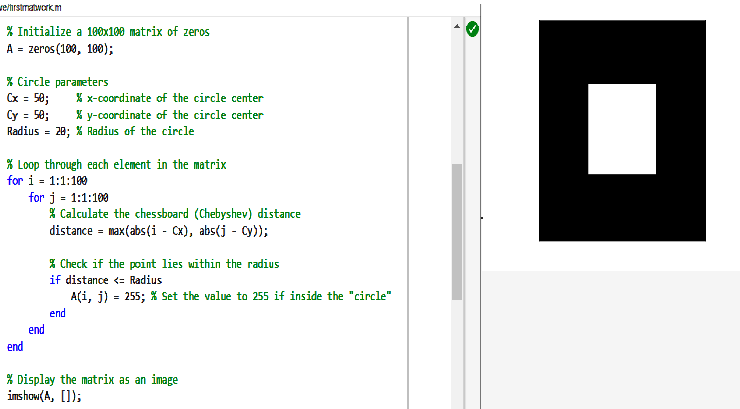 ve/firstmatwork.m
% Initialize a 100x100 matrix of zeros
A = zeros(100, 100);
% Circle parameters
Cx = 50; % x-coordinate of the circle center
Cy = 50; % y-coordinate of the circle center
Radius = 20; % Radius of the circle
% Loop through each element in the matrix
for i = 1:1:100
for j = 1:1:100
% Calculate the chessboard (Chebyshev) distance
distance = max(abs(i - Cx), abs(j - Cy));
% Check if the point lies within the radius
if distance <= Radius
A(i, j) = 255; % Set the value to 255 if inside the "circle"
end
end
end
% Display the matrix as an image
imshow(A, []);